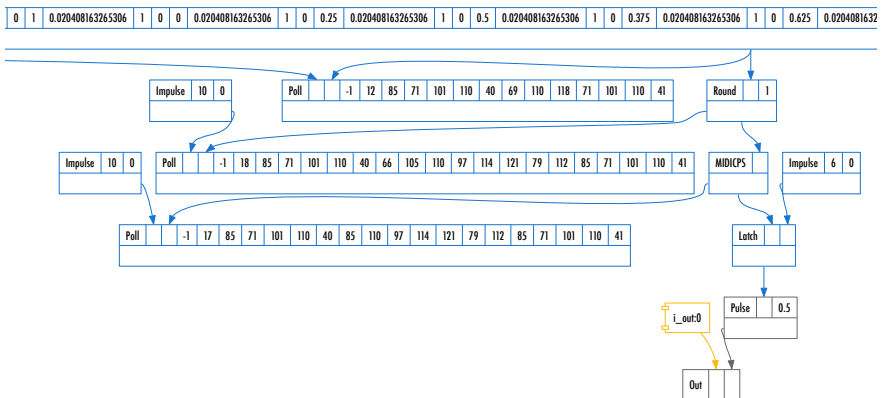 0 1 0.020408163265306 1 0 0 0.020408163265306 1 0 0.25 0.020408163265306 1 0 0.5 0.020408163265306 1 0 0.375 0.020408163265306 1 0 0.625 0.0204081632
Impulse 10 0
Poll -1 12 85 71 101 110 40 69 110 118 71 101 110 41
Round 1
Impulse 10 0
Poll -1 18 85 71 101 110 40 66 105 110 97 114 121 79 112 85 71 101 110 41
MIDICPS
Impulse 6 0
Poll -1 17 85 71 101 110 40 85 110 97 114 121 79 112 85 71 101 110 41
Latch
i_out:0
Pulse 0.5
Out